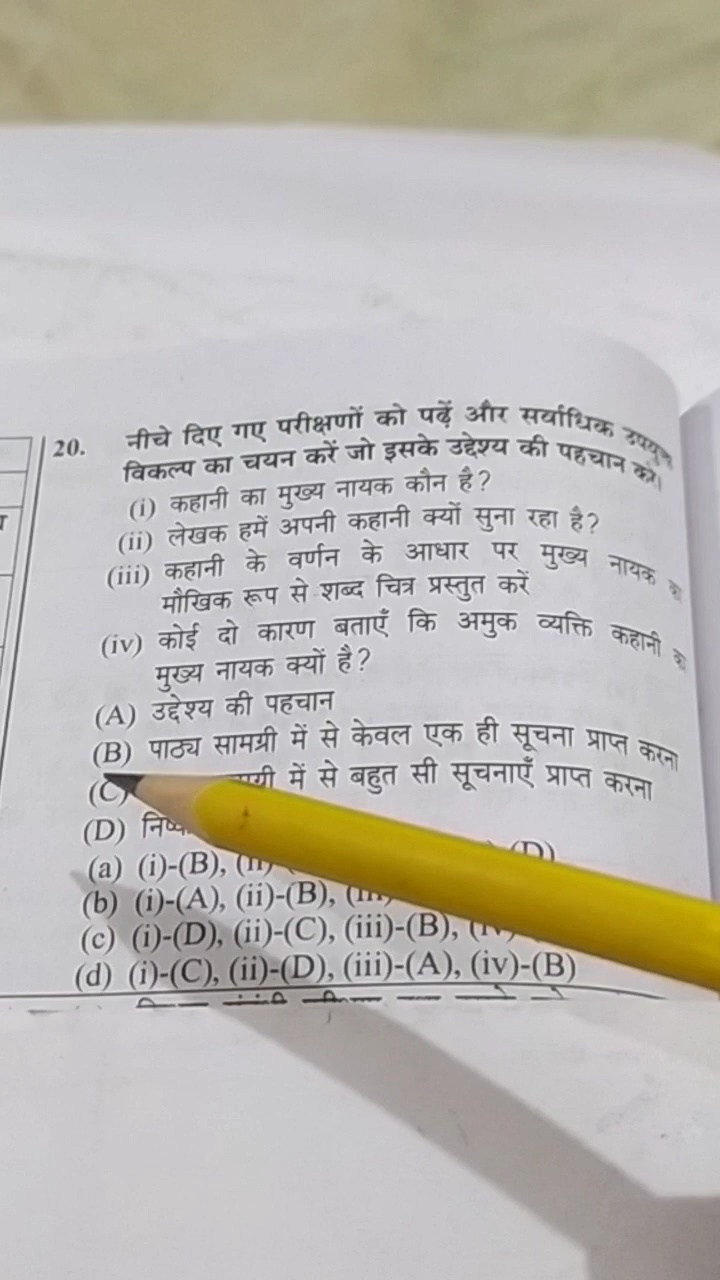 20. नीचे दिए गए परीक्षणों को पढ़ें और सर्वाधिक
विकल्प का चयन करें जो इसके उद्देश्य की पहचान करे।
(i) कहानी का मुख्य नायक कौन है?
(ii) लेखक हमें अपनी कहानी क्यों सुना रहा है?
(iii) कहानी के वर्णन के आधार पर मुख्य नायक का
मौखिक रूप से शब्द चित्र प्रस्तुत करें
(iv) कोई दो कारण बताएँ कि अमुक व्यक्ति कहानी का
मुख्य नायक क्यों है?
(A) उद्देश्य की पहचान
(B) पाठ्य सामग्री में से केवल एक ही सूचना प्राप्त करना
(C) में से बहुत सी सूचनाएँ प्राप्त करना
(D)
(a) (i)-(B), (D)
(b) (i)-(A), (ii)-(B),
(c) (i)-(D), (ii)-(C), (iii)-(B),
(d) (i)-(C), (ii)-(D), (iii)-(A), (iv)-(B)